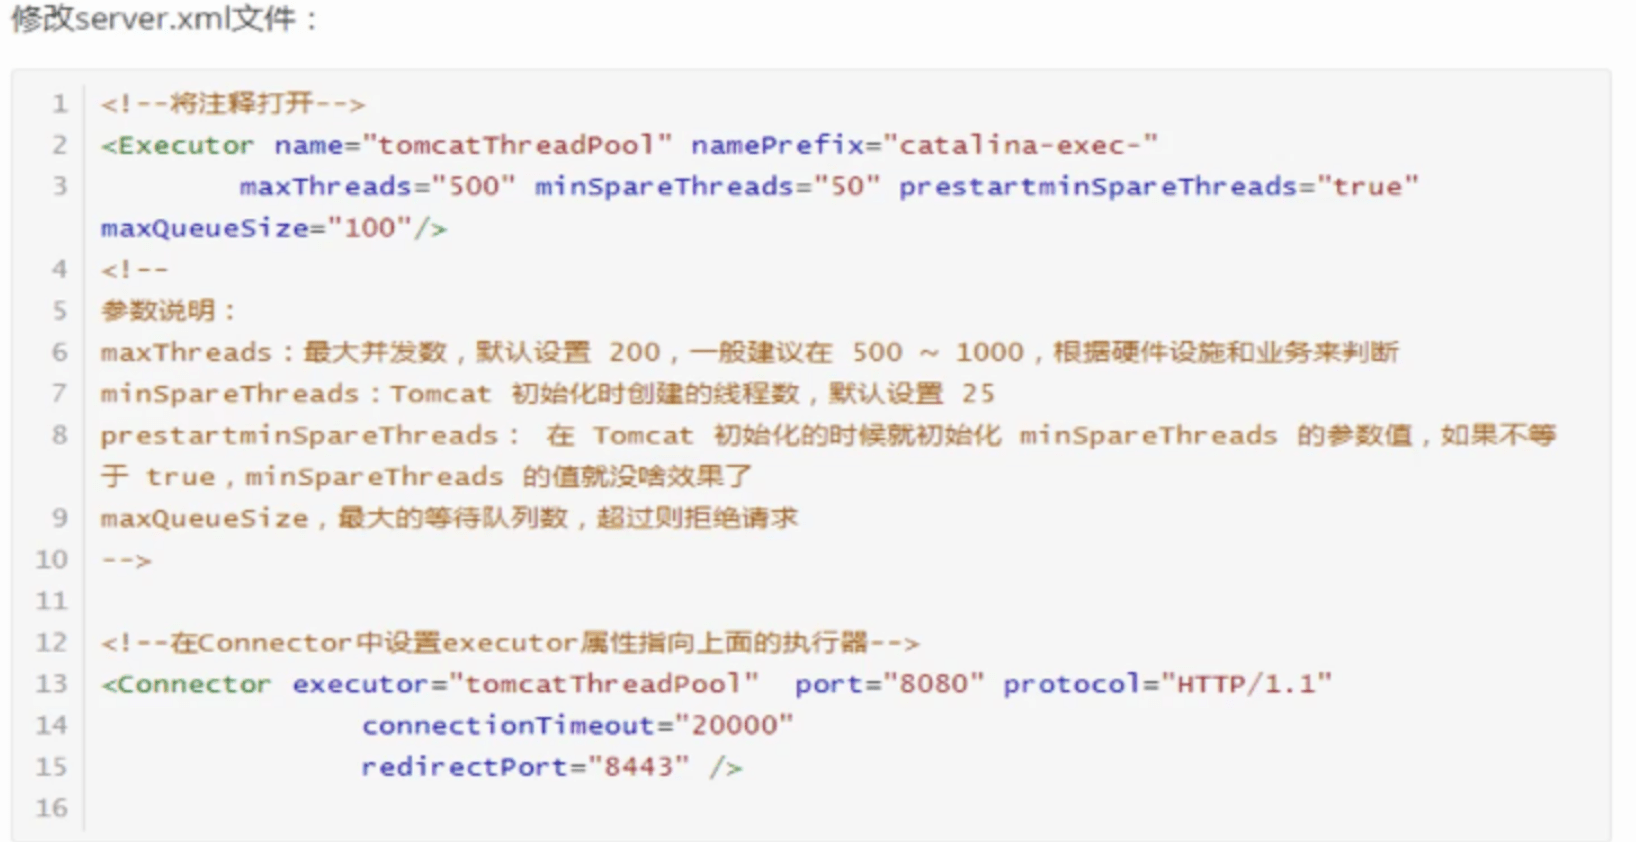 修改server.xml文件：
1 <!--将注释打开-->
2 <Executor name="tomcatThreadPool" namePrefix="catalina-exec-"
3 maxThreads="500" minSpareThreads="50" prestartminSpareThreads="true"
maxQueueSize="100"/>
4 <!--
5 参数说明：
6 maxThreads：最大并发数，默认设置 200，一般建议在 500 ~ 1000，根据硬件设施和业务来判断
7 minSpareThreads：Tomcat 初始化时创建的线程数，默认设置 25
8 prestartminSpareThreads： 在 Tomcat 初始化的时候就初始化 minSpareThreads 的参数值，如果不等
于 true，minSpareThreads 的值就没啥效果了
9 maxQueueSize，最大的等待队列数，超过则拒绝请求
10 -->
11
12 <!--在Connector中设置executor属性指向上面的执行器-->
13 <Connector executor="tomcatThreadPool" port="8080" protocol="HTTP/1.1"
14 connectionTimeout="20000"
15 redirectPort="8443" />
16